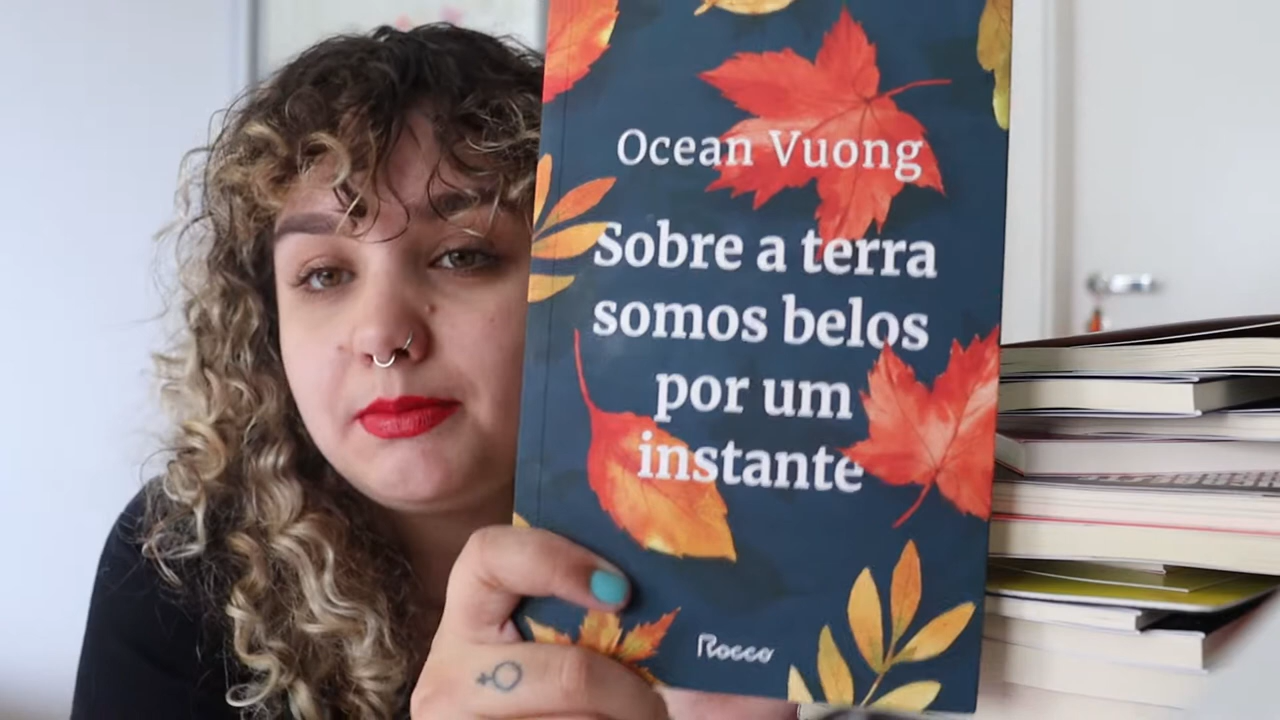 Ocean Vuong
Sobre a terra
somos belos
por um
instante
Rocco